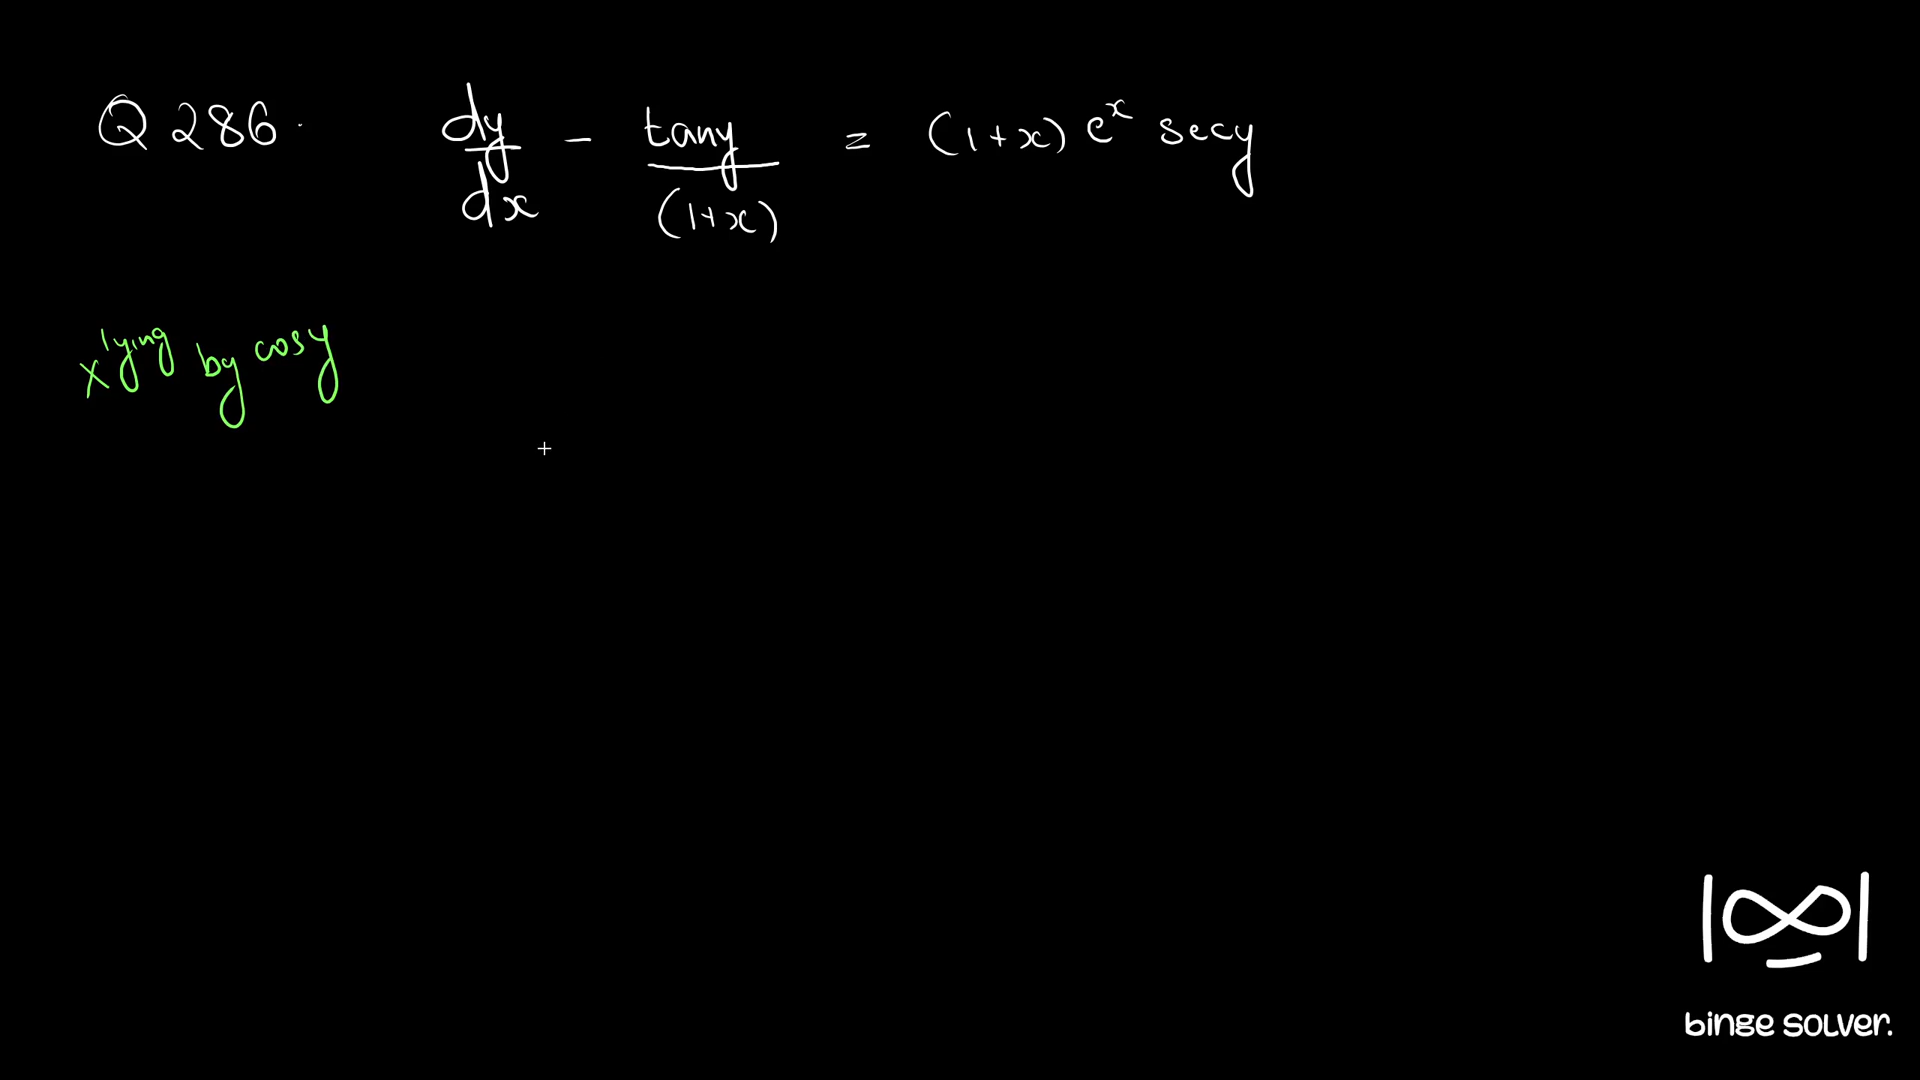 Q 286. dy/dx - tany/(1+x) = (1+x) e^x secy
x^lying by cosy
binge solver.